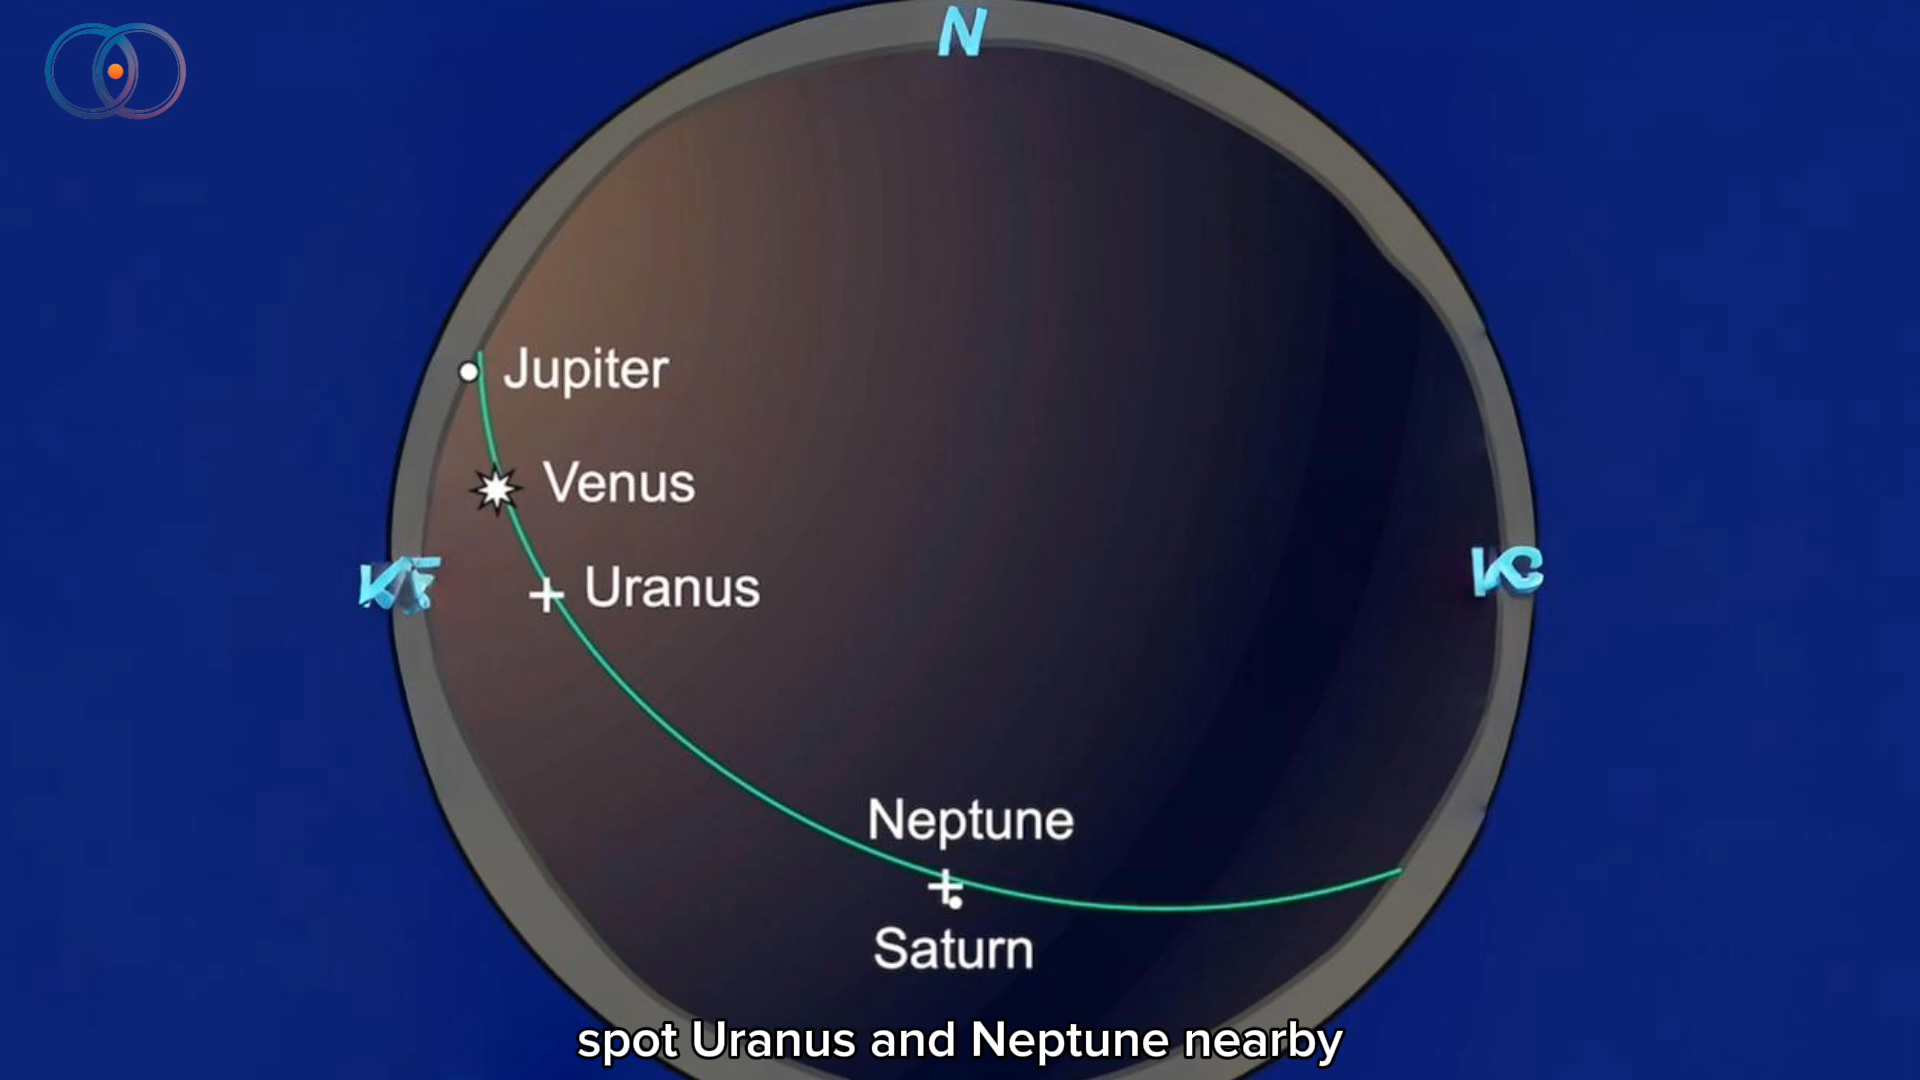 N
Jupiter
Venus
Uranus
Neptune
Saturn
spot Uranus and Neptune nearby